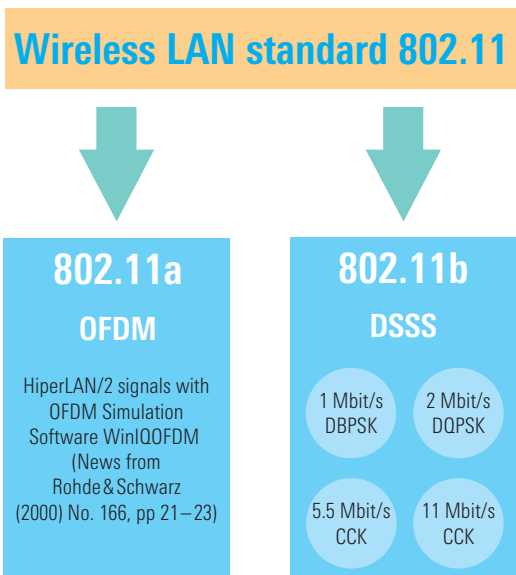 Wireless LAN standard 802.11
802.11a
OFDM
HiperLAN/2 signals with
OFDM Simulation
Software WinIQOFDM
(News from
Rohde&Schwarz
(2000) No. 166, pp 21–23)
802.11b
DSSS
1 Mbit/s
DBPSK
2 Mbit/s
DQPSK
5.5 Mbit/s
CCK
11 Mbit/s
CCK